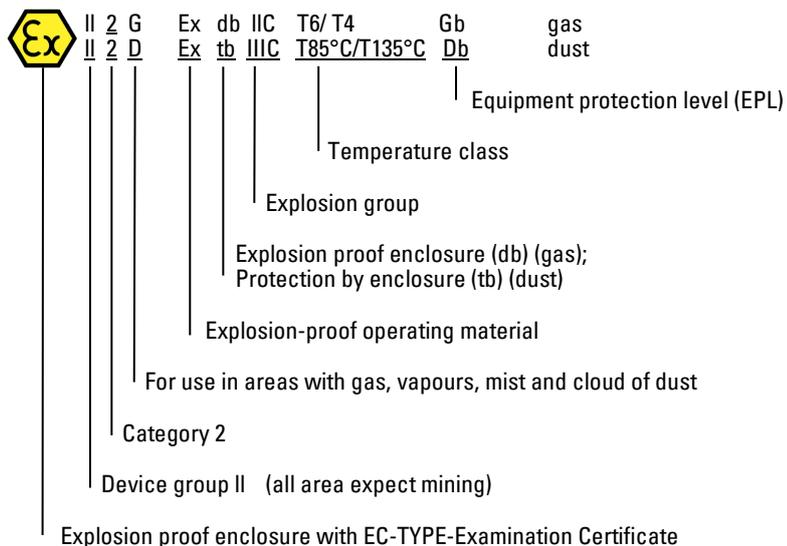 Ex II 2 G Ex db IIC T6/ T4 Gb gas
II 2 D Ex tb IIIC T85°C/T135°C Db dust
Equipment protection level (EPL)
Temperature class
Explosion group
Explosion proof enclosure (db) (gas);
Protection by enclosure (tb) (dust)
Explosion-proof operating material
For use in areas with gas, vapours, mist and cloud of dust
Category 2
Device group II (all area expect mining)
Explosion proof enclosure with EC-TYPE-Examination Certificate